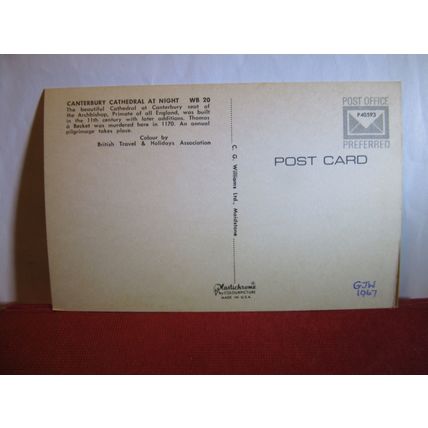 CANTERBURY CATHEDRAL AT NIGHT WB 20
The beautiful Cathedral at Canterbury seat of
the Archbishop, Primate of all England, was built
in the 11th century with later additions. Thomas
a Becket was murdered here in 1170. An annual
pilgrimage takes place.
Colour by
British Travel & Holidays Association
C. G. Williams Ltd., Maidstone
Plastichrome
by COLOURPICTURE
MADE IN U.S.A.
POST OFFICE
P40593
PREFERRED
POST CARD
GJW
1967